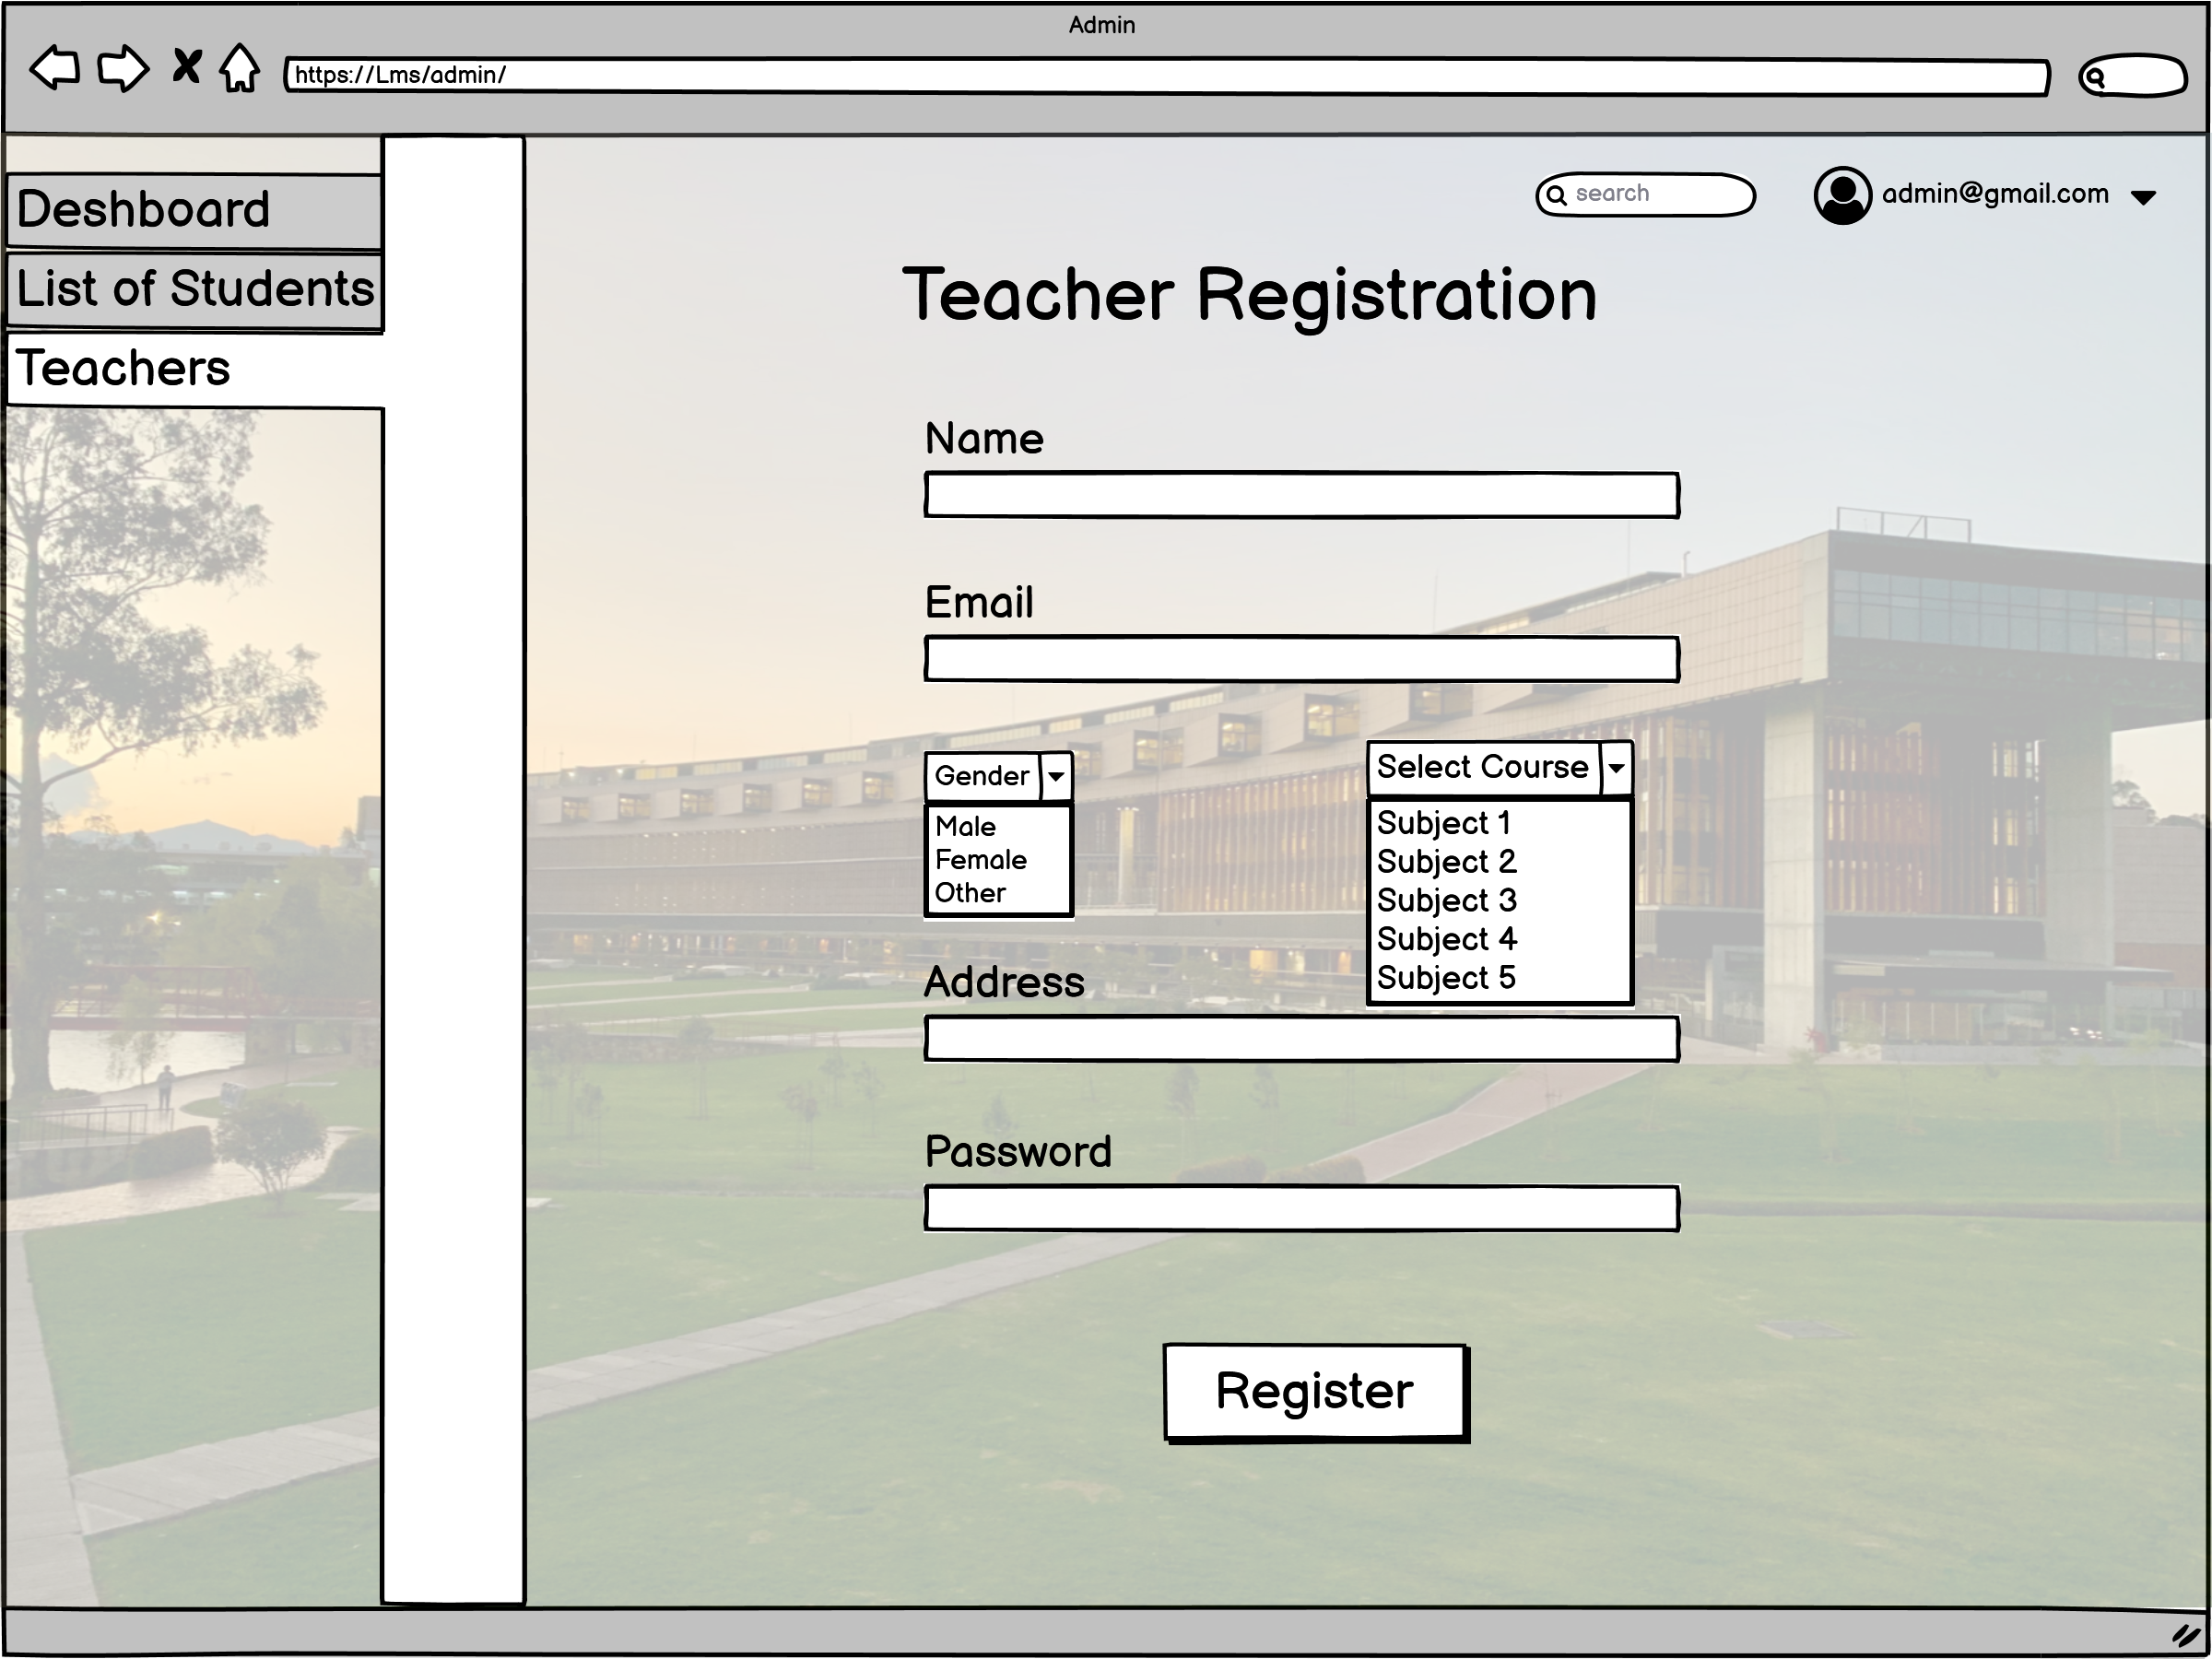 Admin
https://Lms/admin/
Deshboard
List of Students
Teachers
search
admin@gmail.com
Teacher Registration
Name
Email
Gender
Male
Female
Other
Select Course
Subject 1
Subject 2
Subject 3
Subject 4
Subject 5
Address
Password
Register